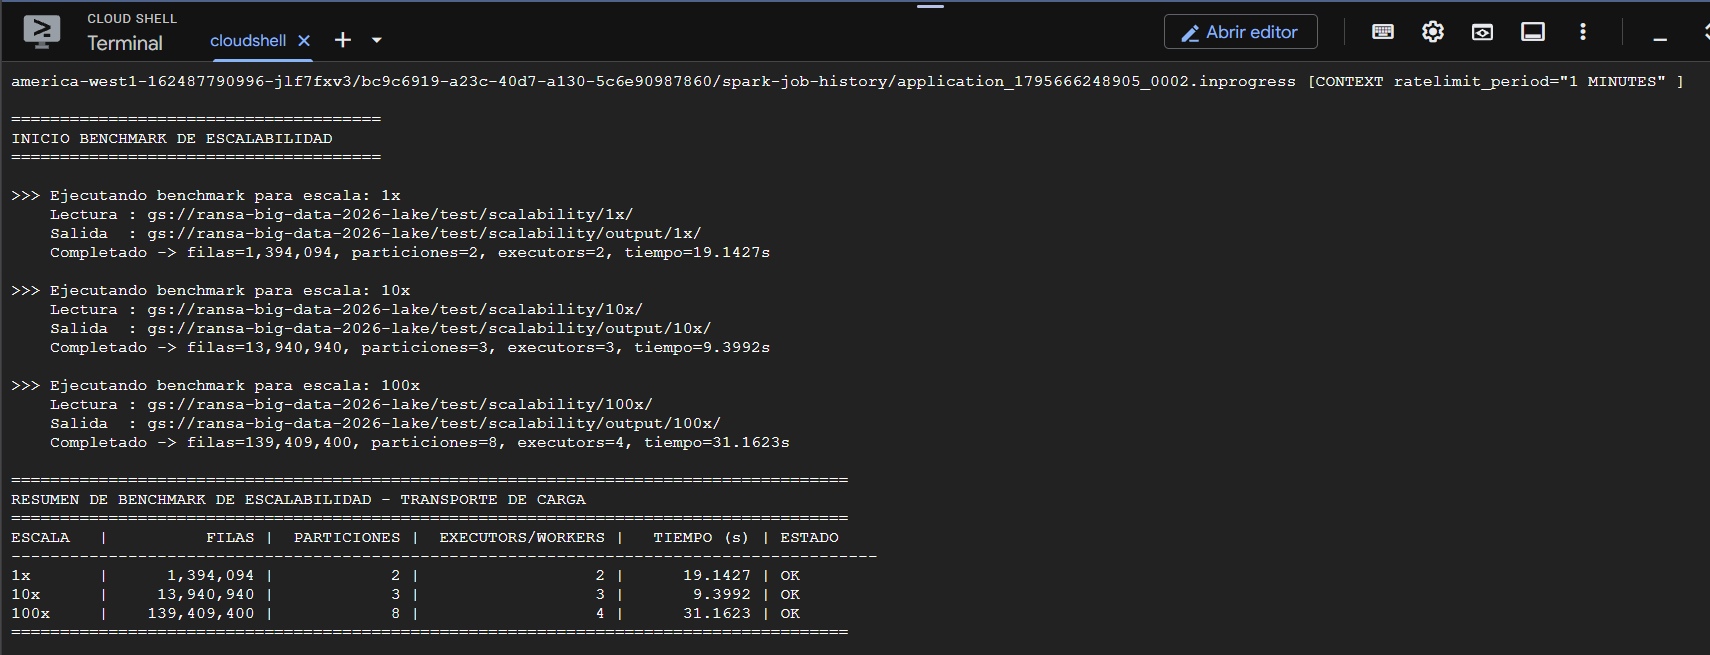 CLOUD SHELL
Terminal
cloudshell
Abrir editor
america-west1-162487790996-jlf7fxv3/bc9c6919-a23c-40d7-a130-5c6e90987860/spark-job-history/application_1795666248905_0002.inprogress [CONTEXT ratelimit_period="1 MINUTES" ]
======================================
INICIO BENCHMARK DE ESCALABILIDAD
======================================
>>> Ejecutando benchmark para escala: 1x
    Lectura : gs://ransa-big-data-2026-lake/test/scalability/1x/
    Salida  : gs://ransa-big-data-2026-lake/test/scalability/output/1x/
    Completado -> filas=1,394,094, particiones=2, executors=2, tiempo=19.1427s
>>> Ejecutando benchmark para escala: 10x
    Lectura : gs://ransa-big-data-2026-lake/test/scalability/10x/
    Salida  : gs://ransa-big-data-2026-lake/test/scalability/output/10x/
    Completado -> filas=13,940,940, particiones=3, executors=3, tiempo=9.3992s
>>> Ejecutando benchmark para escala: 100x
    Lectura : gs://ransa-big-data-2026-lake/test/scalability/100x/
    Salida  : gs://ransa-big-data-2026-lake/test/scalability/output/100x/
    Completado -> filas=139,409,400, particiones=8, executors=4, tiempo=31.1623s
======================================================================================
RESUMEN DE BENCHMARK DE ESCALABILIDAD - TRANSPORTE DE CARGA
======================================================================================
ESCALA   |          FILAS |  PARTICIONES |  EXECUTORS/WORKERS |   TIEMPO (s) | ESTADO
-----------------------------------------------------------------------------------------
1x       |      1,394,094 |            2 |                  2 |      19.1427 | OK
10x      |     13,940,940 |            3 |                  3 |       9.3992 | OK
100x     |    139,409,400 |            8 |                  4 |      31.1623 | OK
======================================================================================